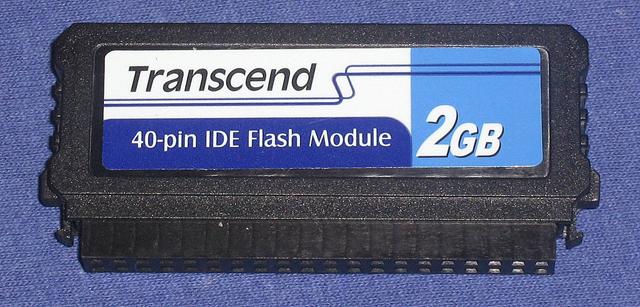 Transcend
40-pin IDE Flash Module
2GB